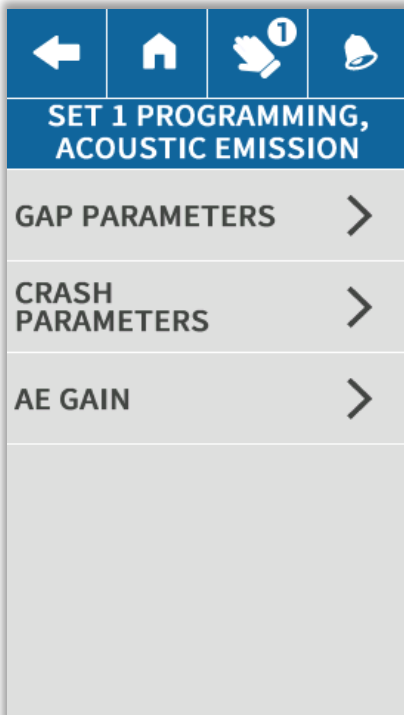 1
SET 1 PROGRAMMING,
ACOUSTIC EMISSION
GAP PARAMETERS
CRASH
PARAMETERS
AE GAIN